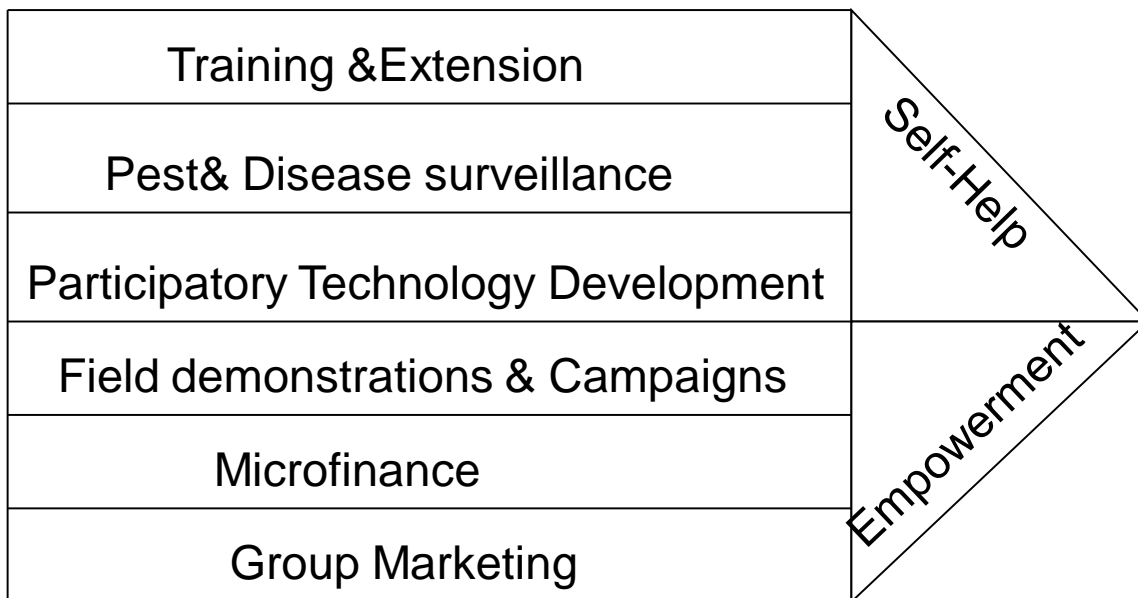 Training &Extension
Pest& Disease surveillance
Participatory Technology Development
Field demonstrations & Campaigns
Microfinance
Group Marketing
Self-Help
Empowerment